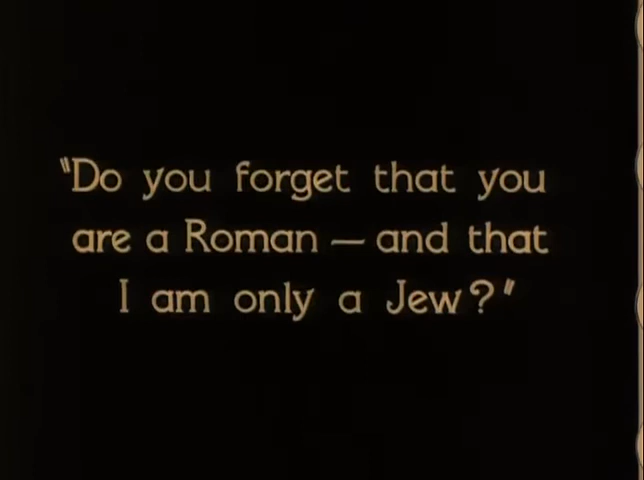 "Do you forget that you
are a Roman — and that
I am only a Jew?"